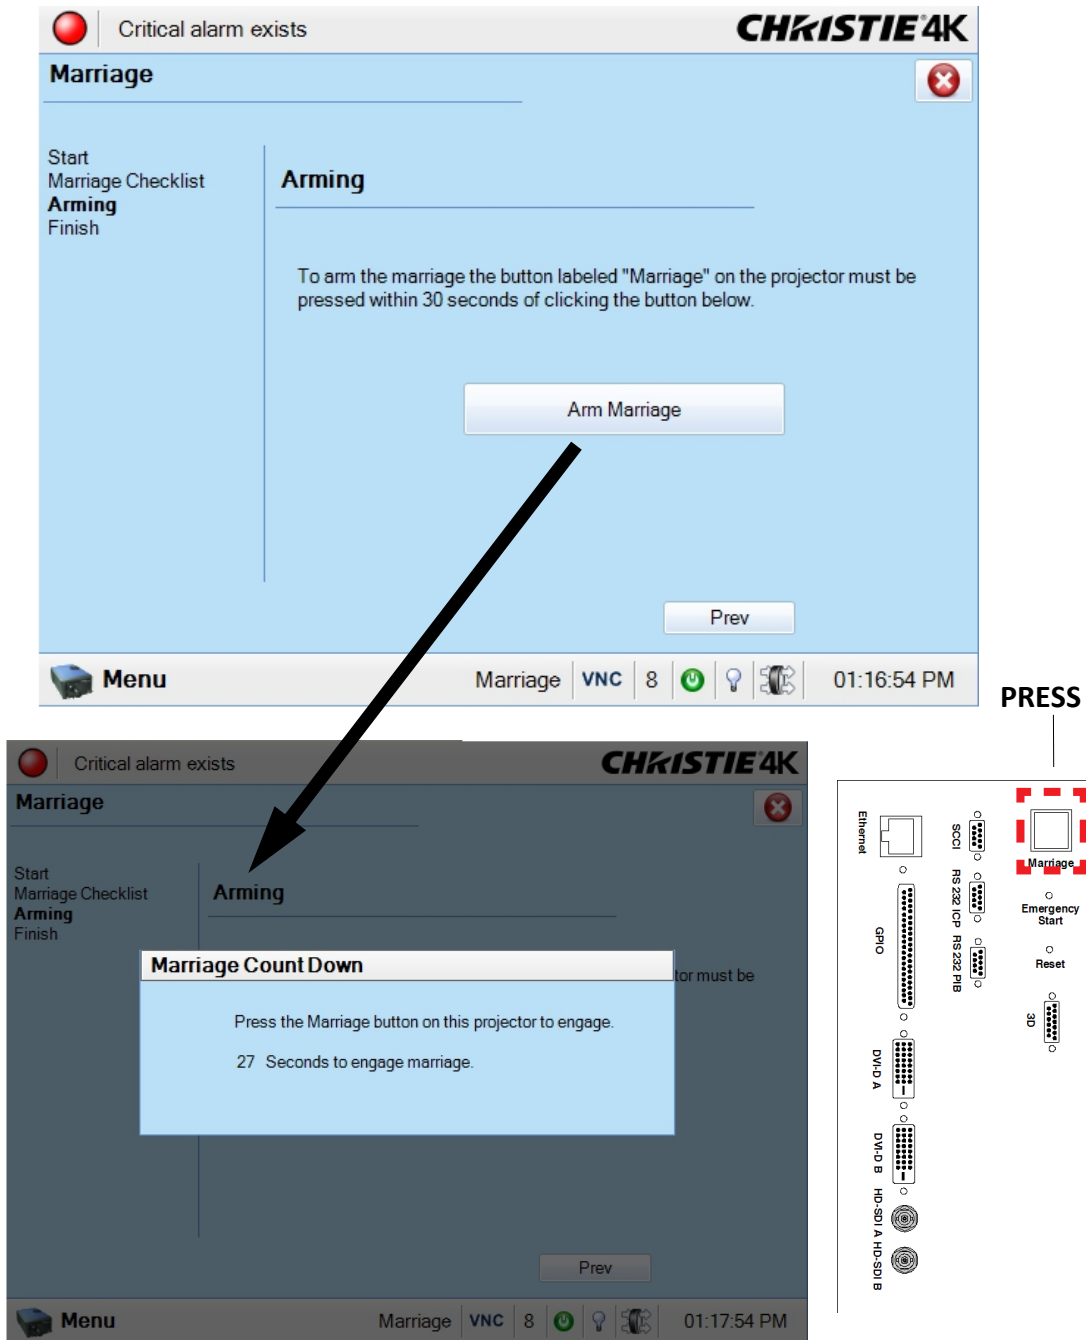 Critical alarm exists
CHRISTIE 4K
Marriage
Start
Marriage Checklist
Arming
Finish
Arming
To arm the marriage the button labeled "Marriage" on the projector must be
pressed within 30 seconds of clicking the button below.
Arm Marriage
Prev
Menu
Marriage
VNC
8
01:16:54 PM
PRESS
Critical alarm exists
CHRISTIE 4K
Marriage
Start
Marriage Checklist
Arming
Finish
Arming
tor must be
Marriage Count Down
Press the Marriage button on this projector to engage.
27 Seconds to engage marriage.
Prev
Menu
Marriage
VNC
8
01:17:54 PM
Ethernet
SCCI
Marriage
RS 232 ICP
Emergency
Start
GPIO
RS 232 PIB
Reset
3D
DVI-D A
DVI-D B
HD-SDI A
HD-SDI B